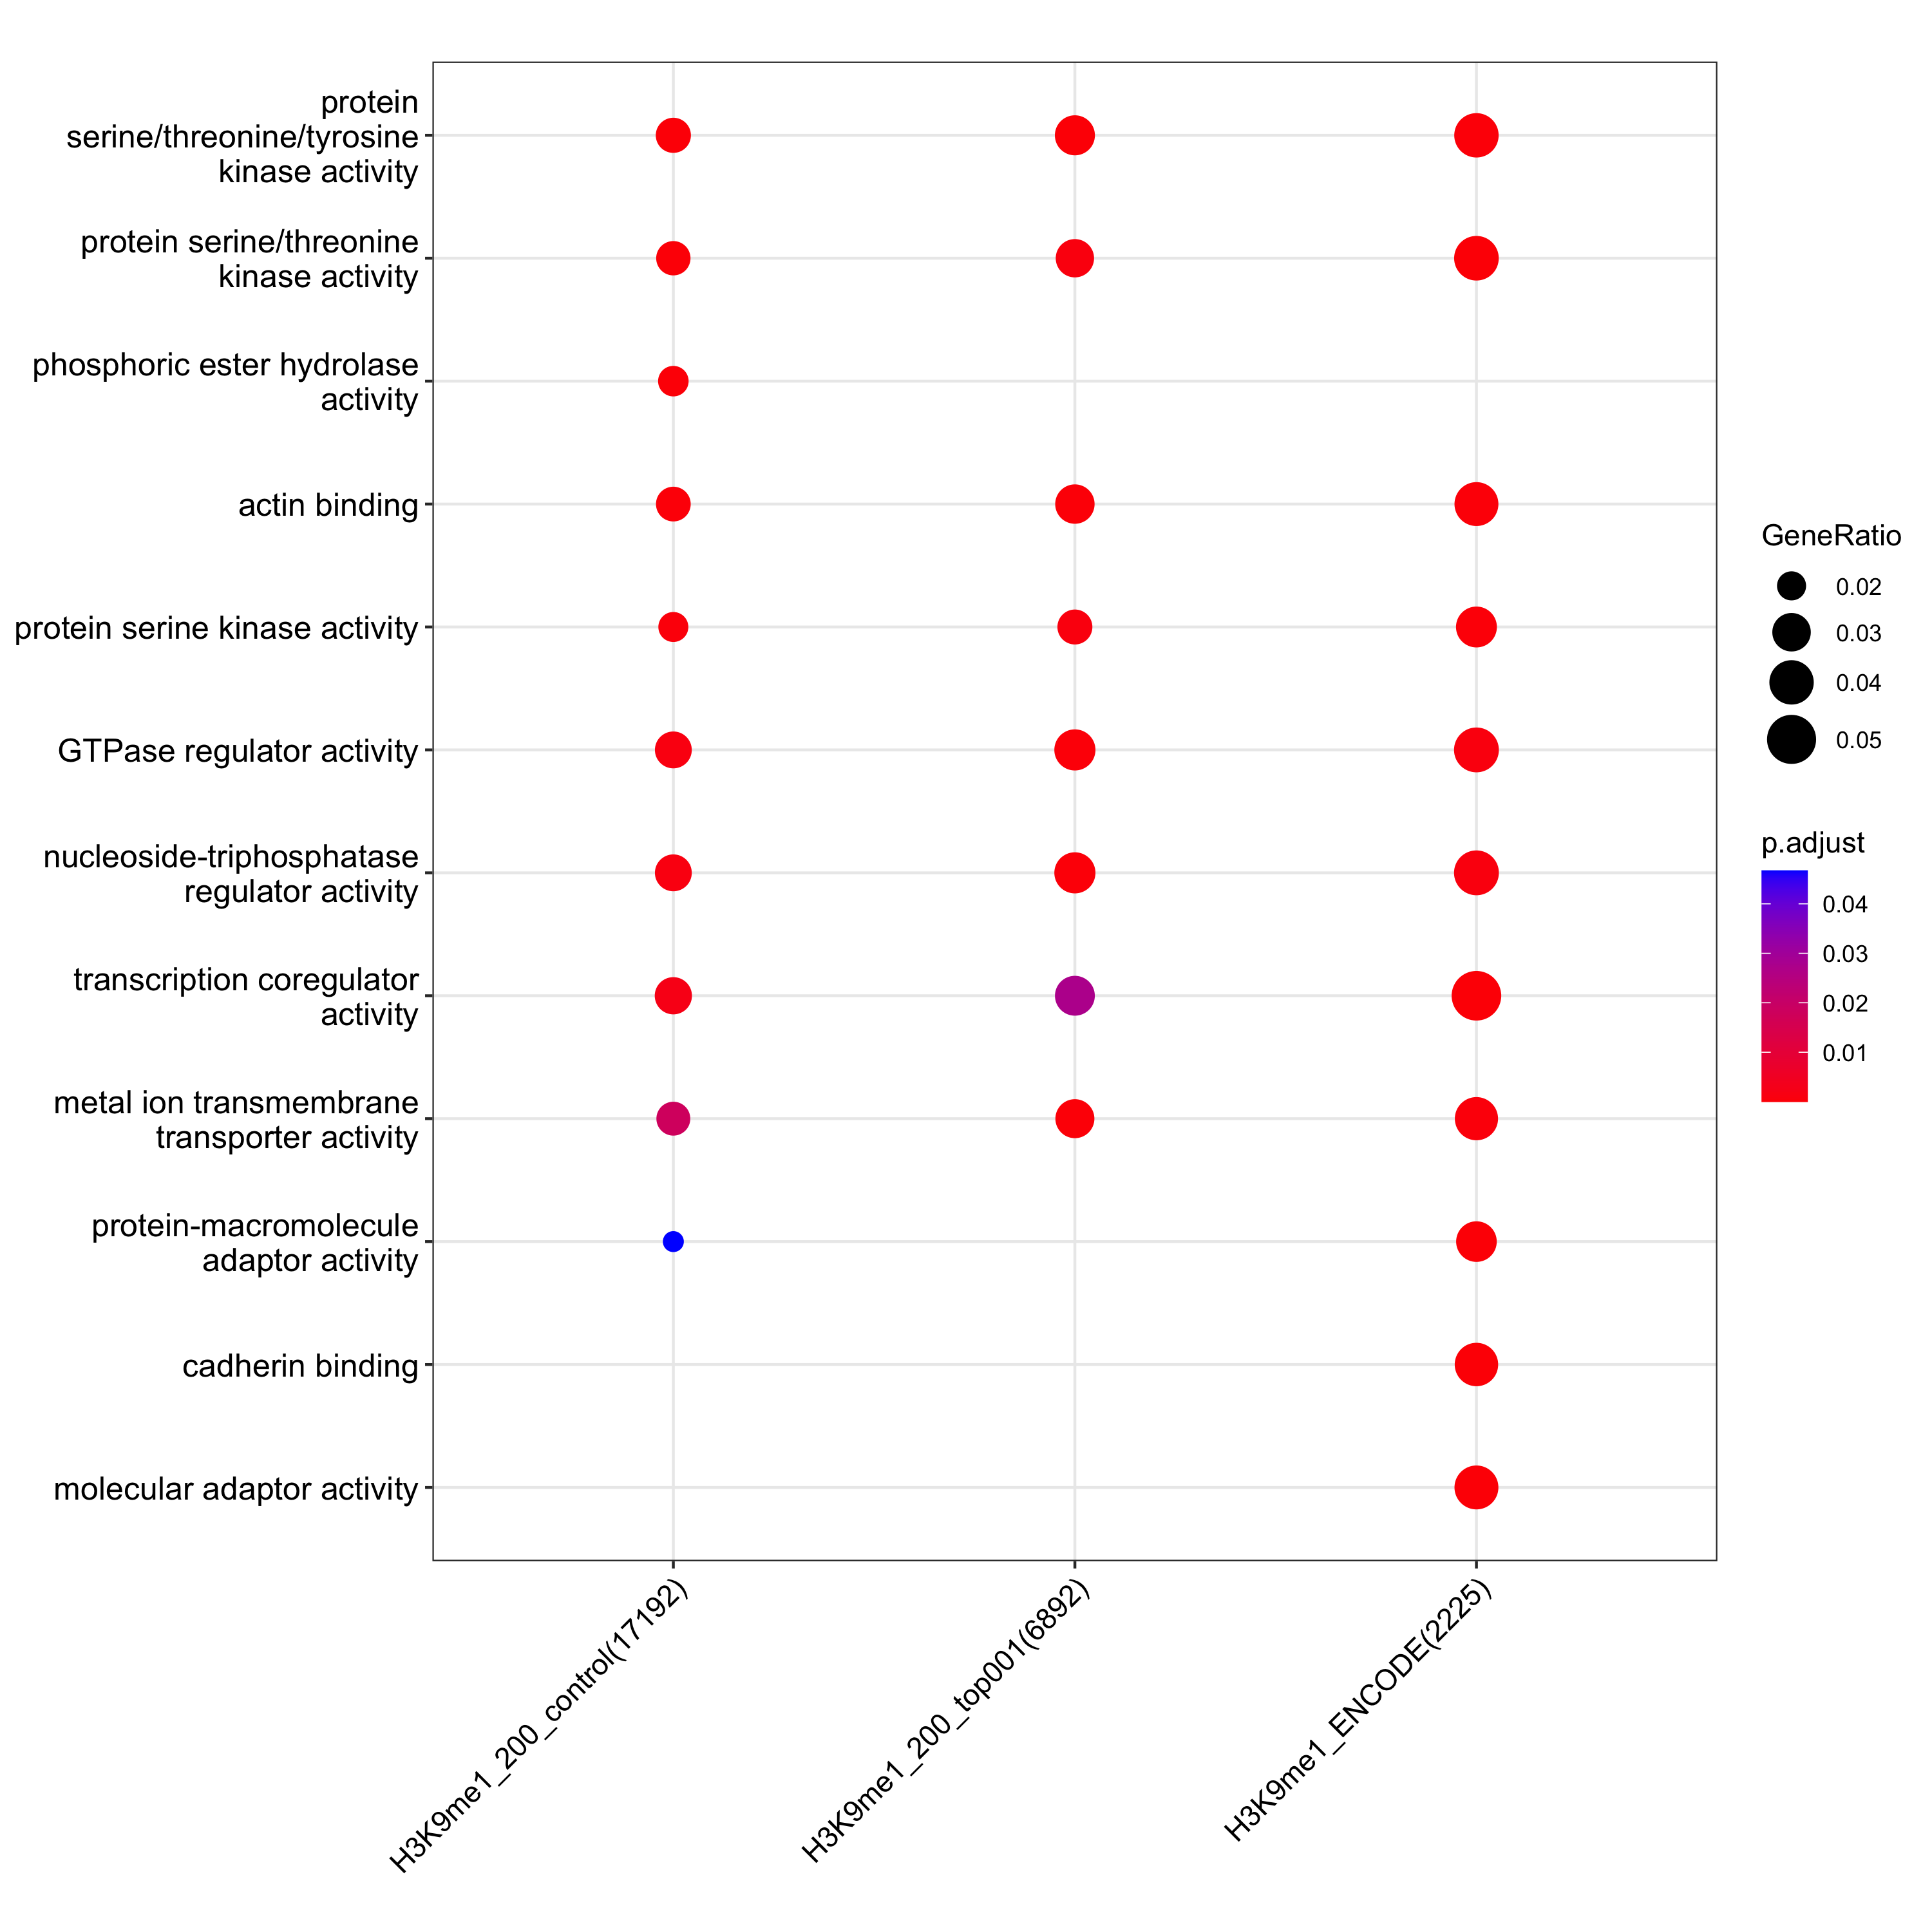 protein
serine/threonine/tyrosine
kinase activity
protein serine/threonine
kinase activity
phosphoric ester hydrolase
activity
actin binding
protein serine kinase activity
GTPase regulator activity
nucleoside-triphosphatase
regulator activity
transcription coregulator
activity
metal ion transmembrane
transporter activity
protein-macromolecule
adaptor activity
cadherin binding
molecular adaptor activity
H3K9me1_200_control(17192)
H3K9me1_200_top001(6892)
H3K9me1_ENCODE(2225)
GeneRatio
0.02
0.03
0.04
0.05
p.adjust
0.04
0.03
0.02
0.01